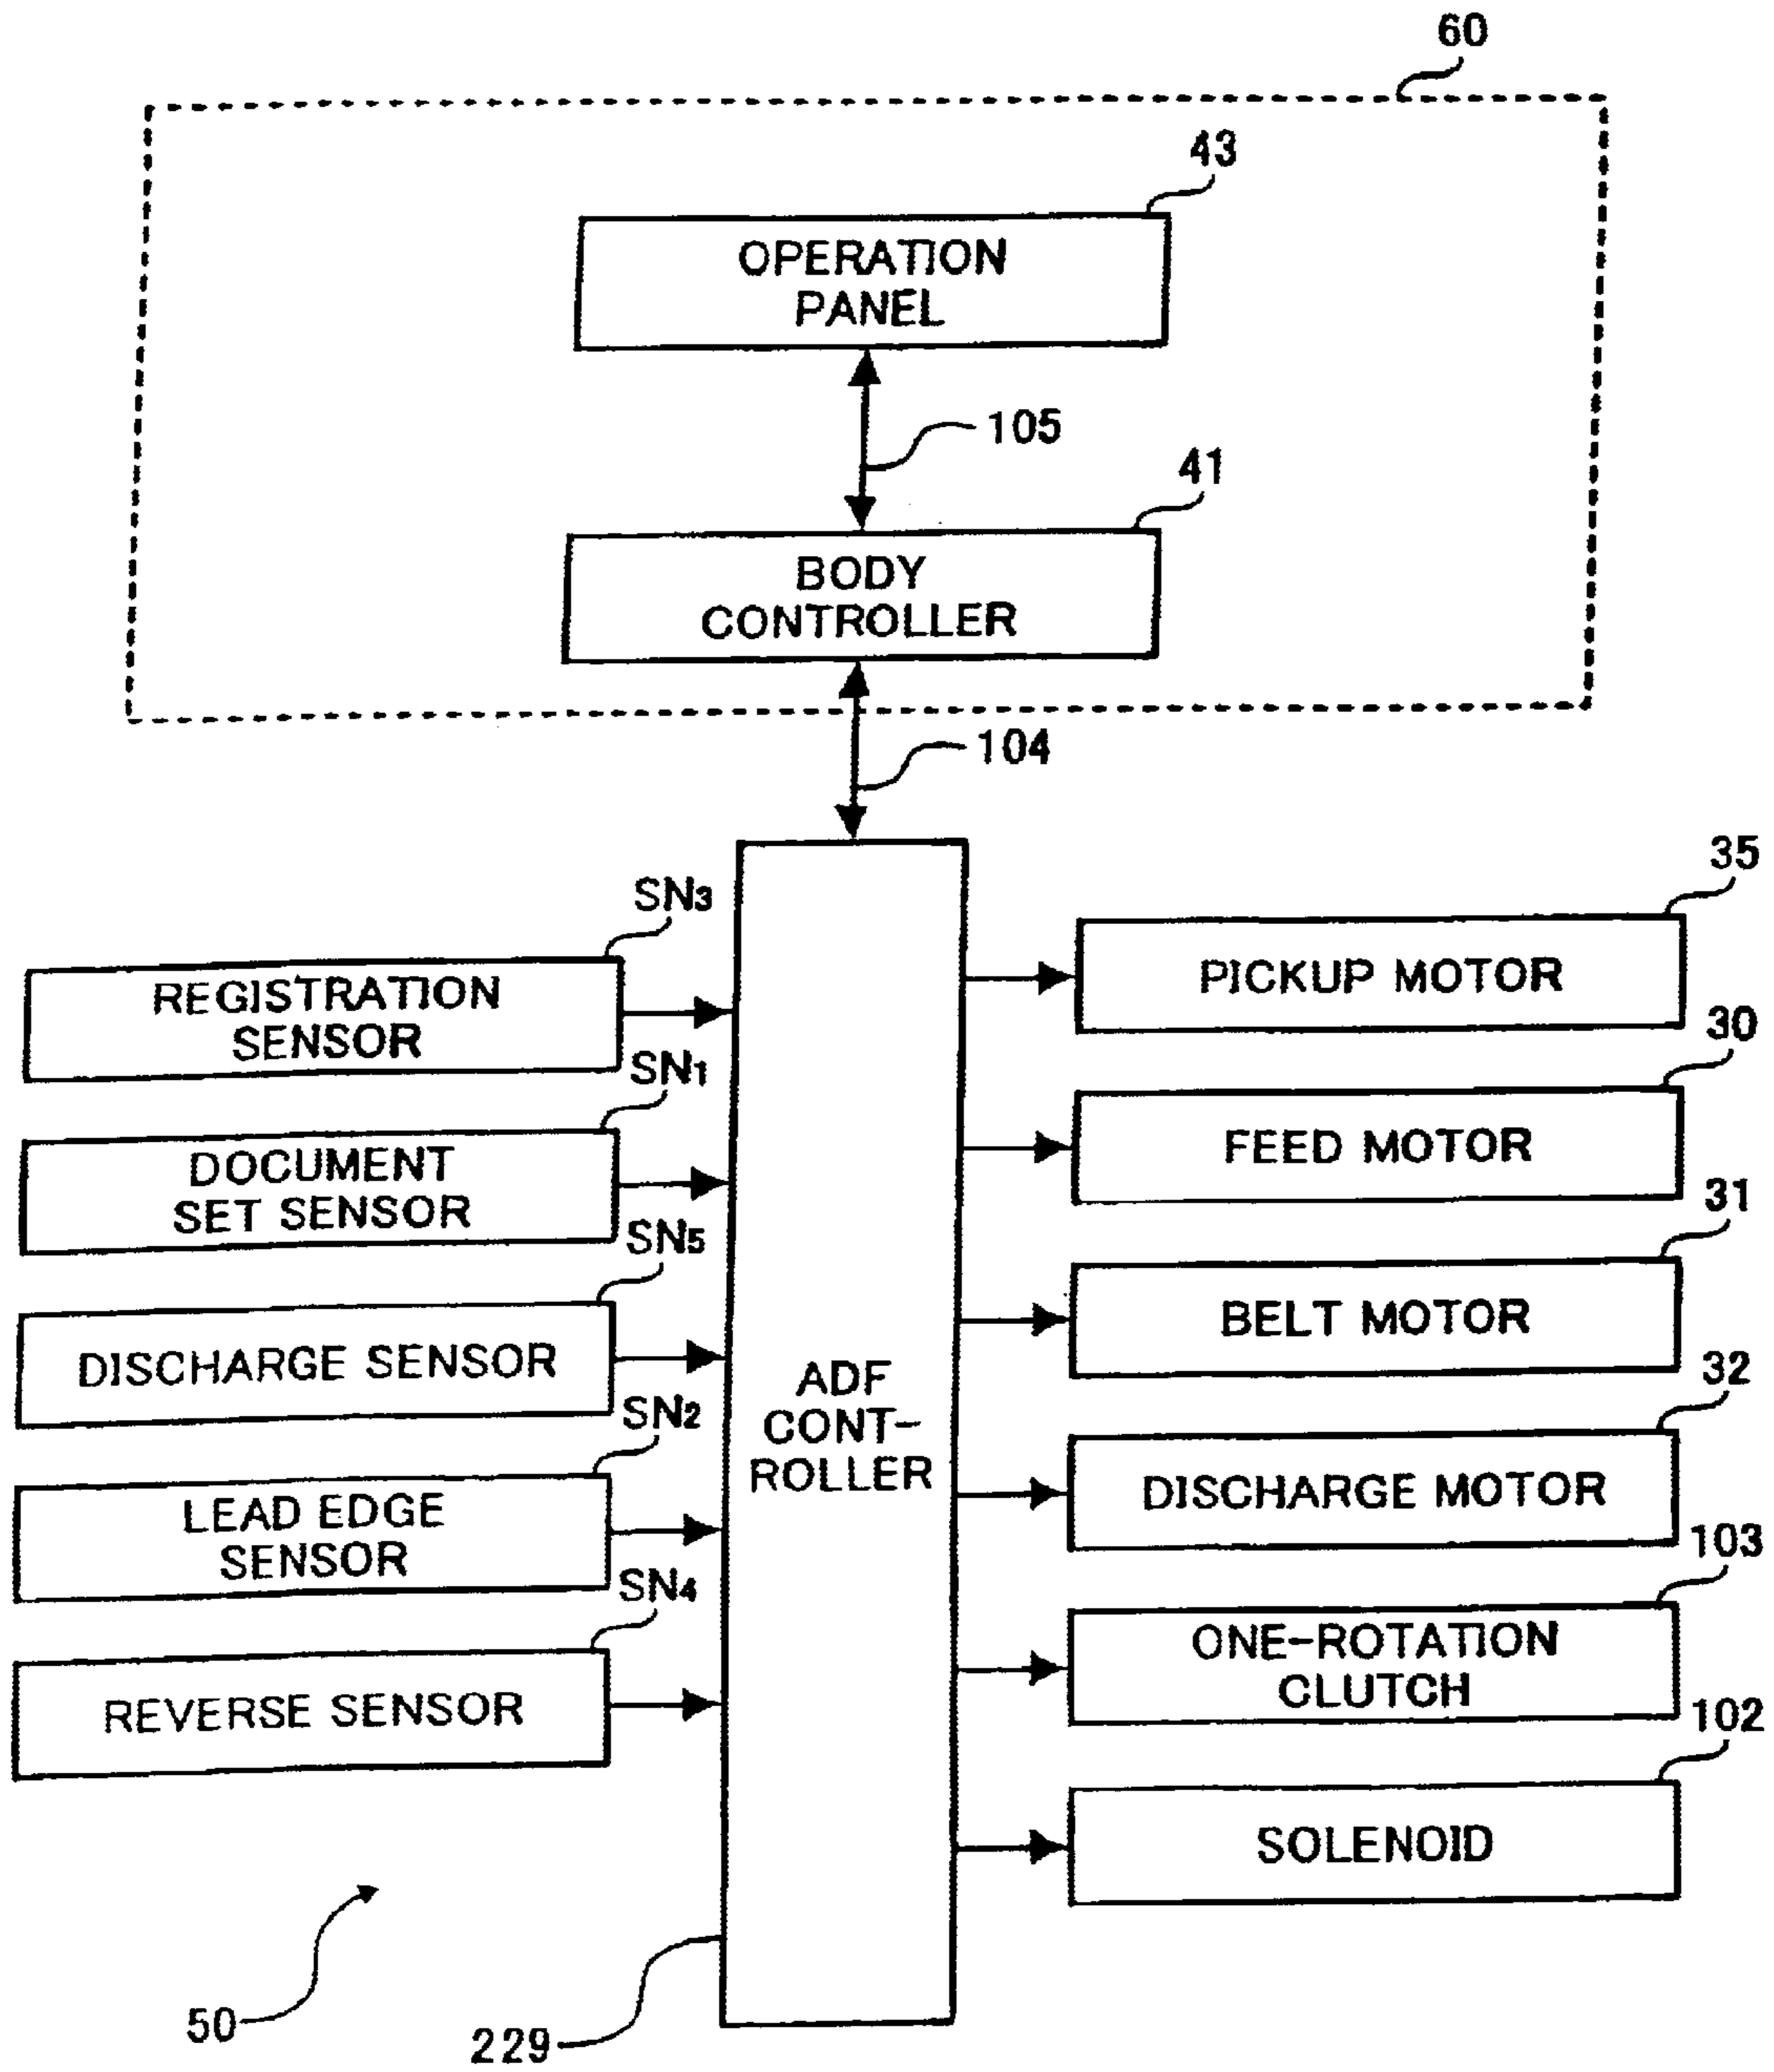 60
43
OPERATION
PANEL
105
41
BODY
CONTROLLER
104
SN3
REGISTRATION
SENSOR
SN1
DOCUMENT
SET SENSOR
SN5
DISCHARGE SENSOR
SN2
LEAD EDGE
SENSOR
SN4
REVERSE SENSOR
ADF
CONT-
ROLLER
35
PICKUP MOTOR
30
FEED MOTOR
31
BELT MOTOR
32
DISCHARGE MOTOR
103
ONE-ROTATION
CLUTCH
102
SOLENOID
50
229